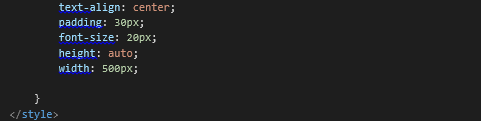 text-align: center;
padding: 30px;
font-size: 20px;
height: auto;
width: 500px;
}
</style>